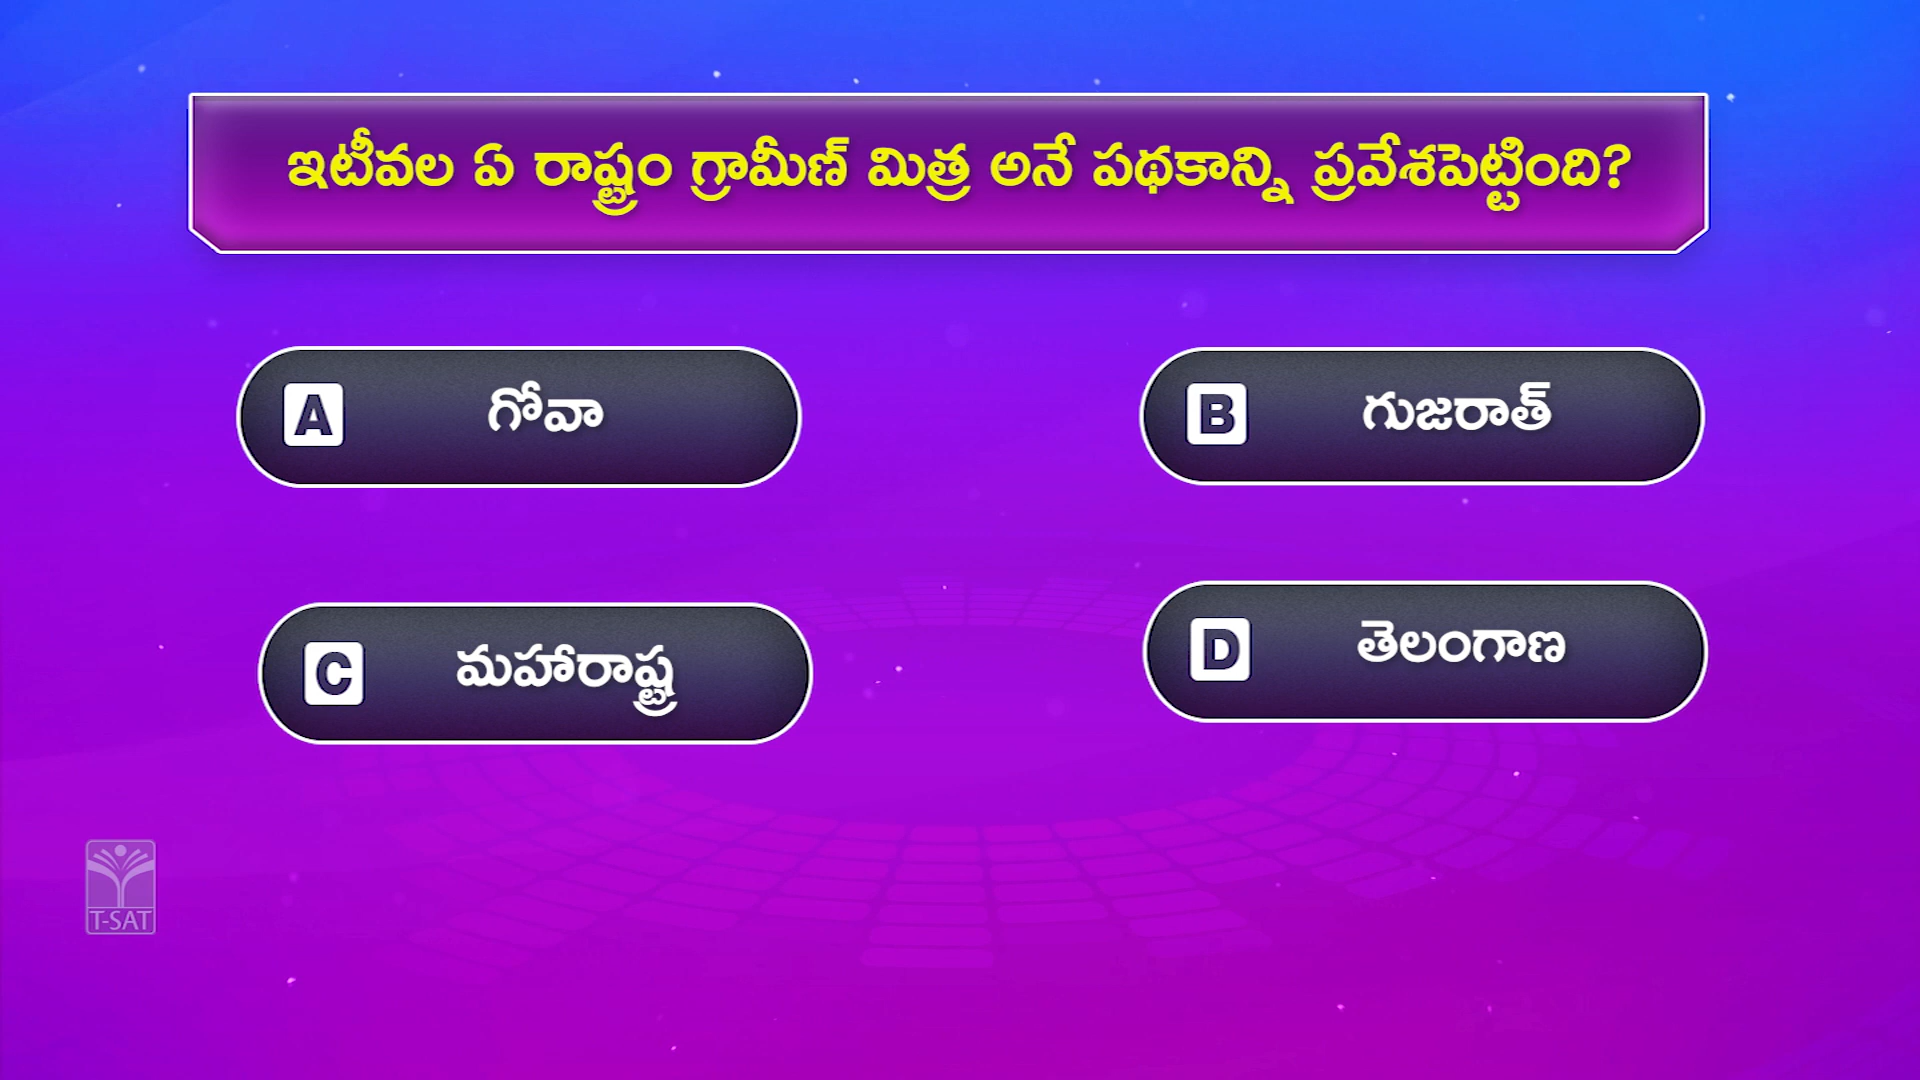 ఇటీవల ఏ రాష్ట్రం గ్రామీణ్ మిత్ర అనే పథకాన్ని ప్రవేశపెట్టింది?
A గోవా
B గుజరాత్
C మహారాష్ట్ర
D తెలంగాణ
T-SAT